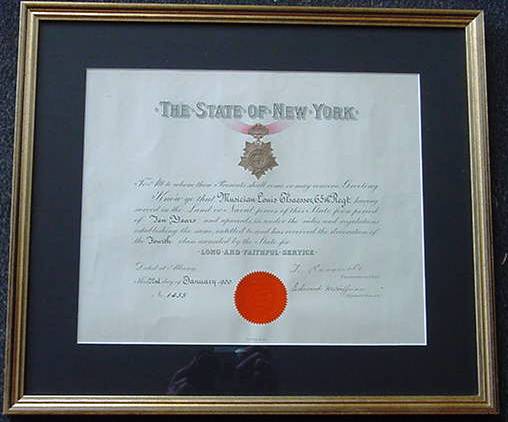 THE STATE OF NEW YORK
For All to whom these Presents shall come or may concern, Greeting
Know ye that Musician Louis 65th Regt. having
served in the Land or Naval forces of this State for a period
of Ten Years and upwards, is under the rules and regulations
establishing the same, entitled to and has received the decoration of the
Fourth class awarded by the State for
LONG AND FAITHFUL SERVICE
Dated at Albany
this day of January, 1900
No. 1455